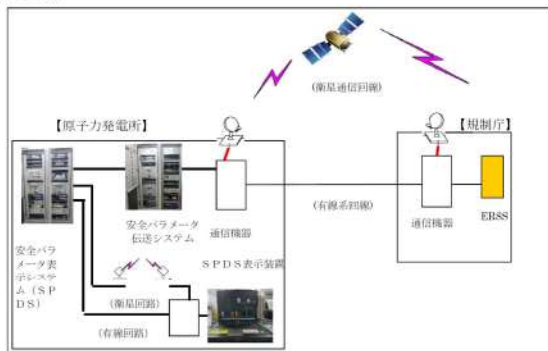 (衛星通信回線)
【原子力発電所】
【規制庁】
安全パラメータ
伝送システム
通信機器
(有線系回線)
通信機器
ERSS
安全パラ
メータ表
示システ
ム(SP
DS)
SPDS表示装置
(衛星回路)
(有線回路)